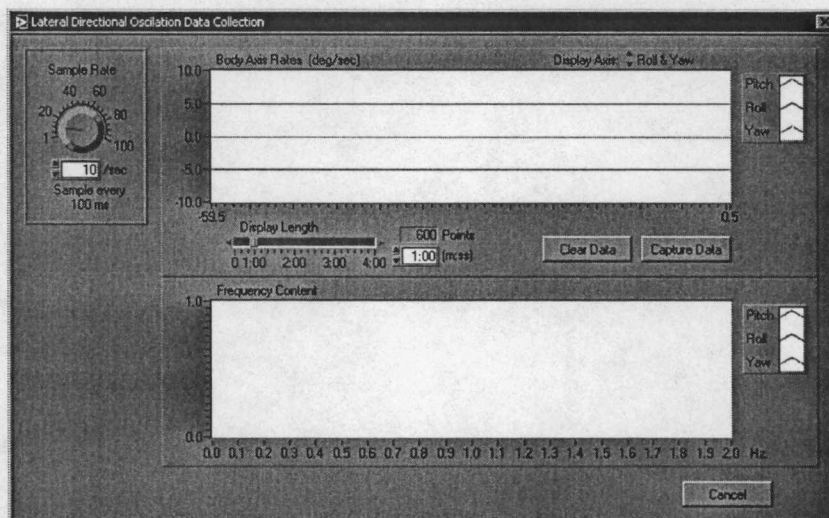 Lateral Directional Oscilation Data Collection
Sample Rate
40 60
20 80
1 100
10 /sec
Sample every
100 ms
Body Axis Rates (deg/sec)
Display Axis: Roll & Yaw
10.0
5.0
0.0
-5.0
-10.0
-59.5 0.5
Pitch
Roll
Yaw
Display Length
0 1:00 2:00 3:00 4:00
600 Points
1:00 (m:ss)
Clear Data
Capture Data
Frequency Content
1.0
0.0
0.0 0.1 0.2 0.3 0.4 0.5 0.6 0.7 0.8 0.9 1.0 1.1 1.2 1.3 1.4 1.5 1.6 1.7 1.8 1.9 2.0 Hz
Pitch
Roll
Yaw
Cancel